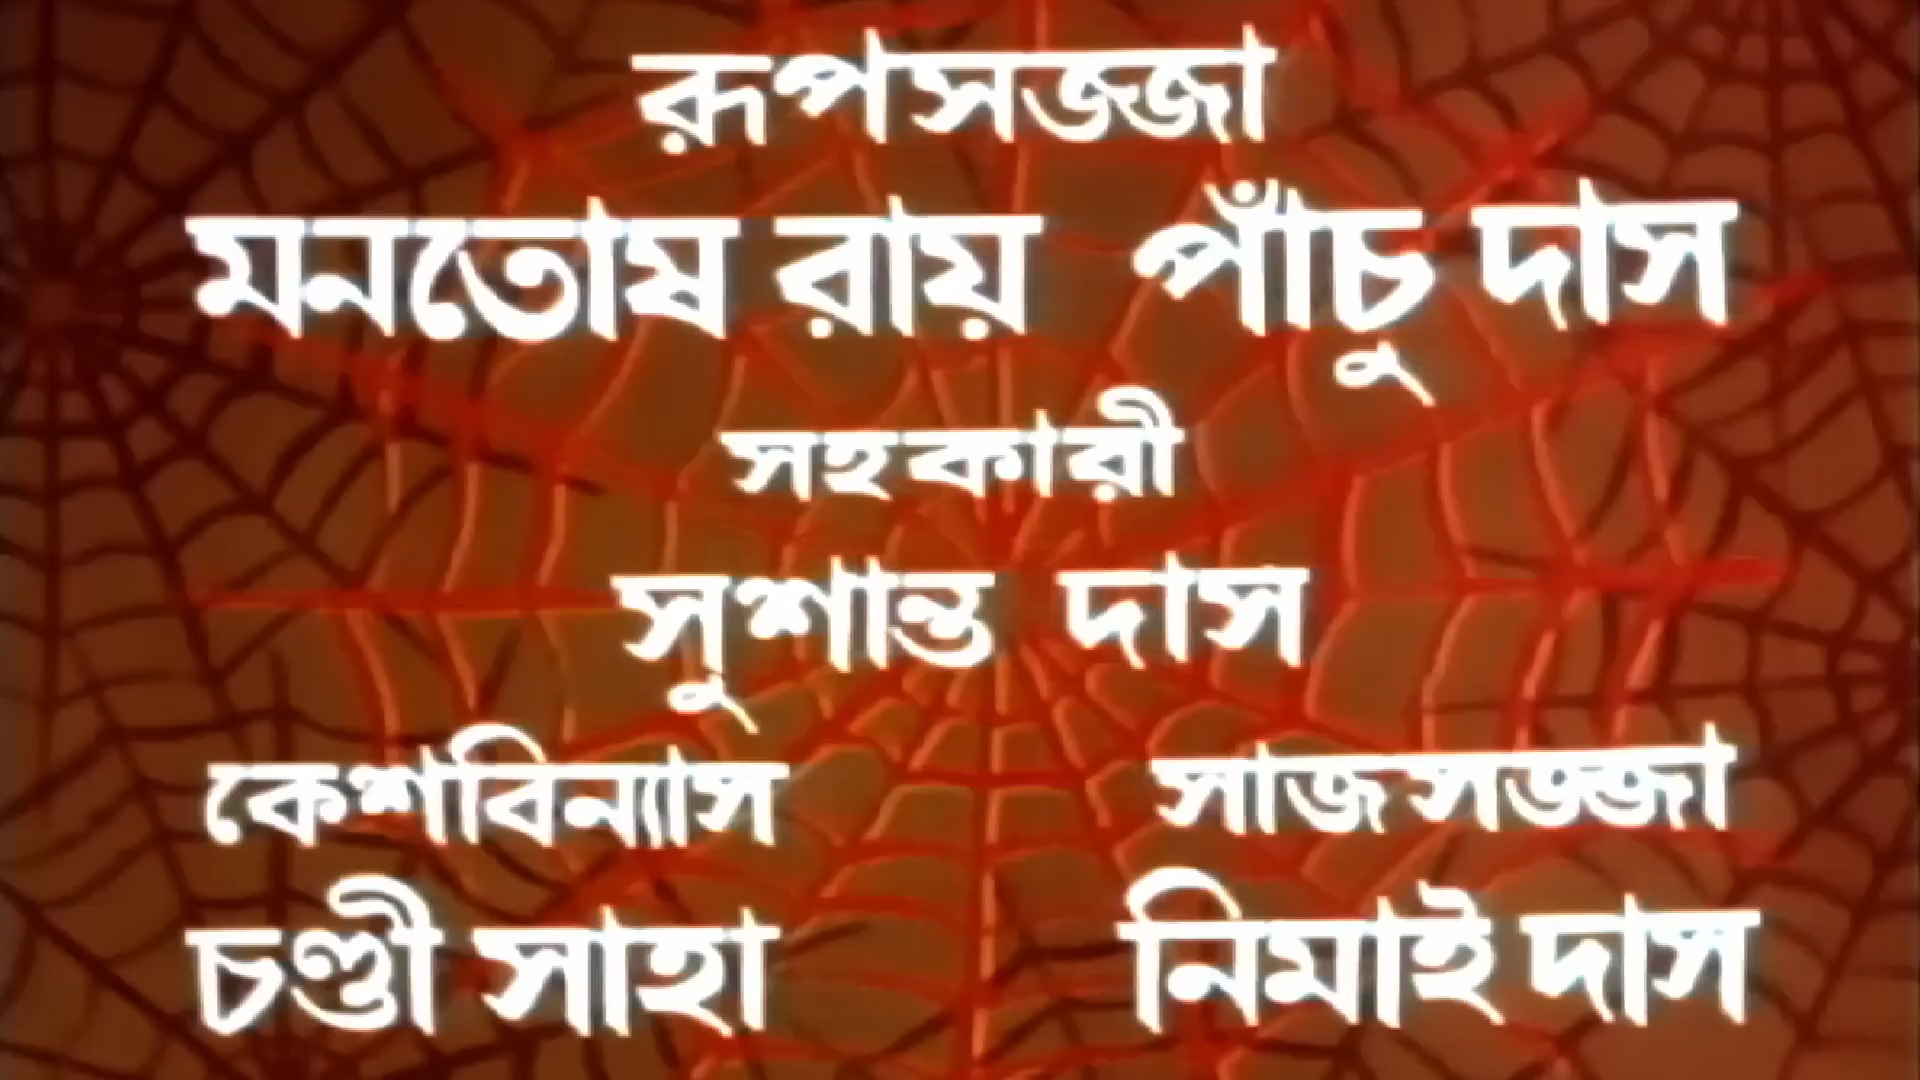 রূপসজ্জা
মনতোষ রায় পাঁচু দাস
সহকারী
সুশান্ত দাস
কেশবিন্যাস
চণ্ডী সাহা
সাজসজ্জা
নিমাই দাস